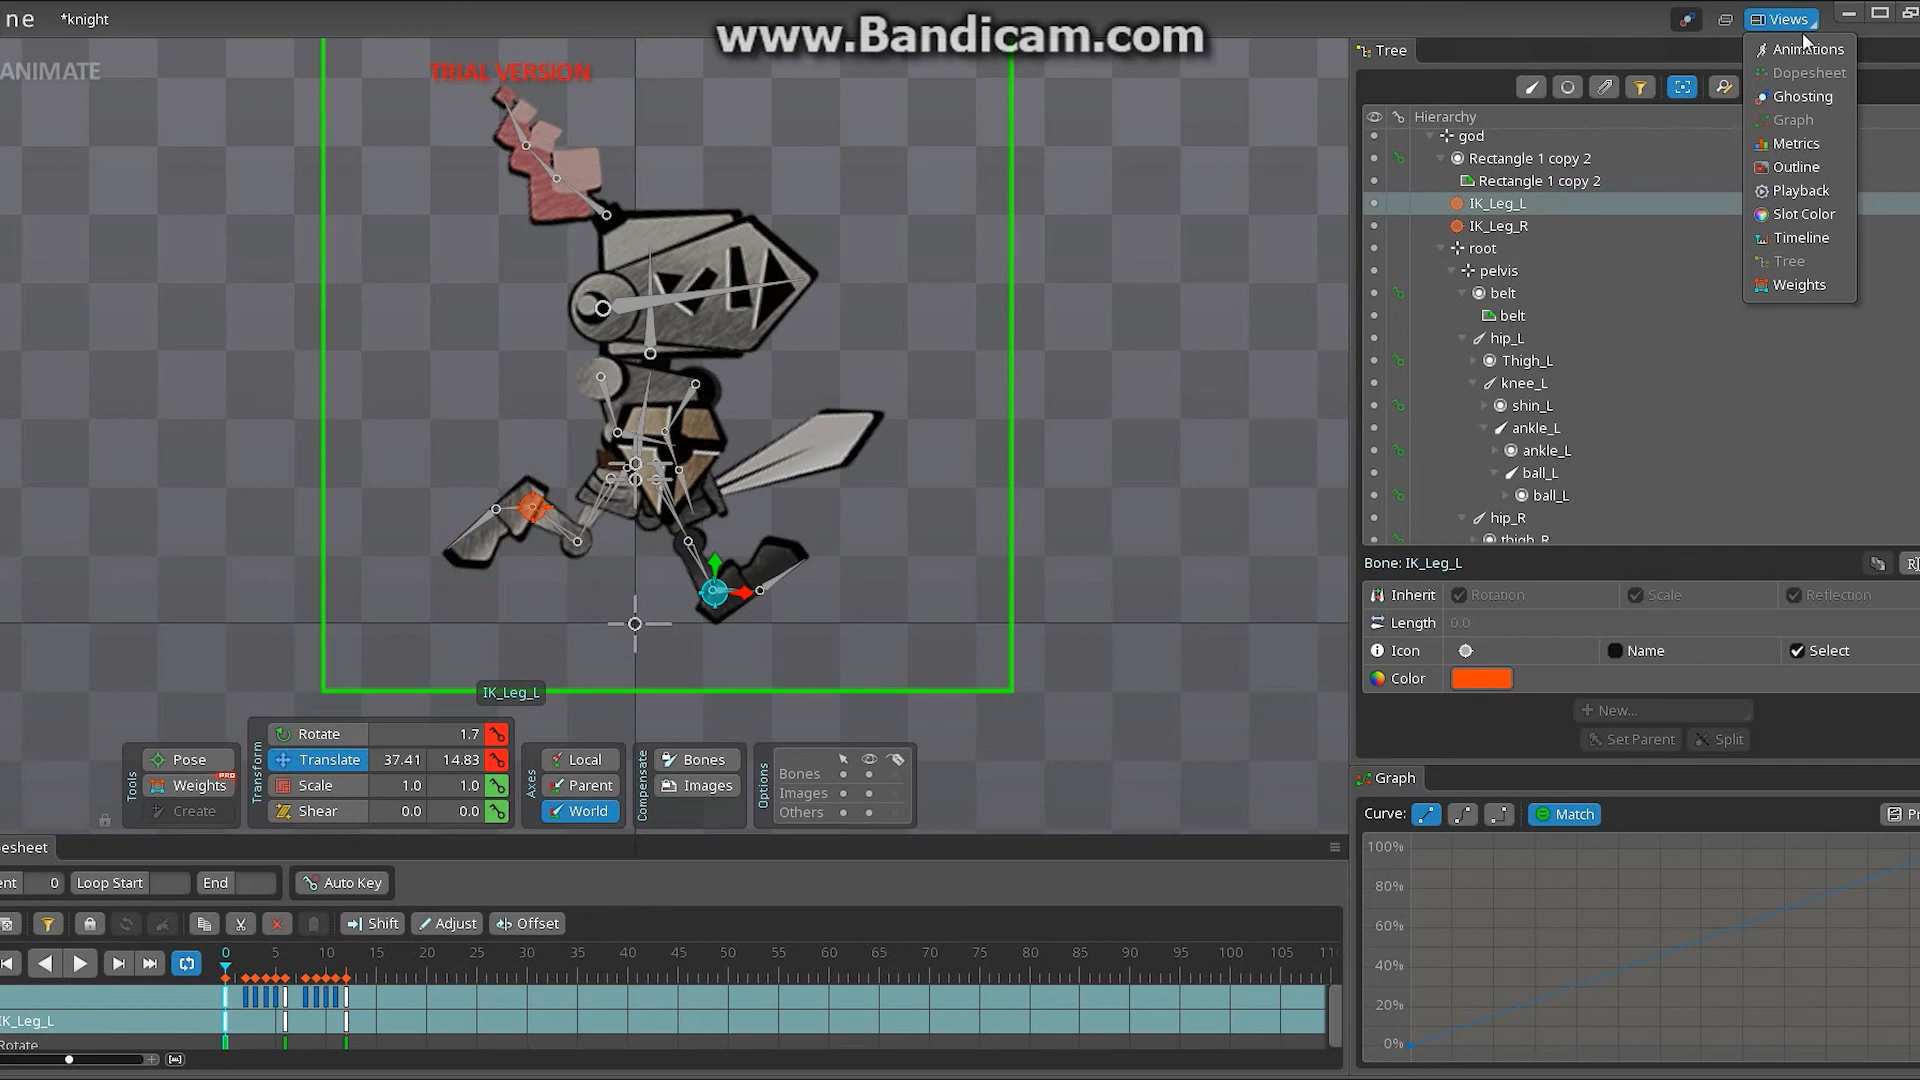 ne
*knight
www.Bandicam.com
Views
ANIMATE
TRIAL VERSION
Tree
Animations
Dopesheet
Ghosting
Graph
Metrics
Outline
Playback
Slot Color
Timeline
Tree
Weights
Hierarchy
god
Rectangle 1 copy 2
Rectangle 1 copy 2
IK_Leg_L
IK_Leg_R
root
pelvis
belt
belt
hip_L
Thigh_L
knee_L
shin_L
ankle_L
ankle_L
ball_L
ball_L
hip_R
thigh_R
Bone: IK_Leg_L
Inherit Rotation Scale Reflection
Length 0.0
Icon Name Select
Color
New...
Set Parent Split
IK_Leg_L
Tools
Pose
Weights PRO
Create
Transform
Rotate 1.7
Translate 37.41 14.83
Scale 1.0 1.0
Shear 0.0 0.0
Axes
Local
Parent
World
Compensate
Bones
Images
Options
Bones
Images
Others
Graph
Curve: Match Pr
100%
80%
60%
40%
20%
0%
esheet
ent 0 Loop Start End Auto Key
Shift Adjust Offset
0 5 10 15 20 25 30 35 40 45 50 55 60 65 70 75 80 85 90 95 100 105 110
IK_Leg_L
Rotate